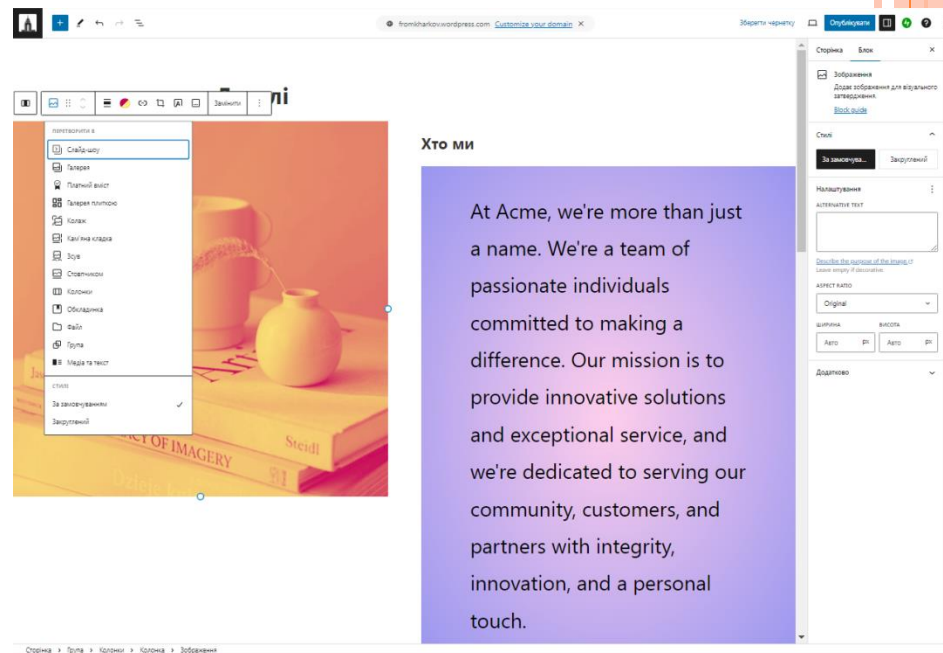 fromkharkov.wordpress.com Customize your domain ×
Зберегти чернетку
Опублікувати
Сторінка Блок
Зображення
Додає зображення для візуального
затвердження.
Block guide
Стилі
За замовчува...
Закруглений
Налаштування
ALTERNATIVE TEXT
Describe the purpose of the image.
Leave empty if decorative.
ASPECT RATIO
Original
ШИРИНА ВИСОТА
Авто PX Авто PX
Додатково
Замінити
ПЕРЕТВОРИТИ В
Слайд-шоу
Галерея
Платний вміст
Галерея плиткою
Колаж
Кам'яна кладка
Зсув
Стовпчиком
Колонки
Обкладинка
Файл
Група
Медіа та текст
СТИЛІ
За замовчуванням
Закруглений
OF IMAGERY
Steidl
Хто ми
At Acme, we're more than just
a name. We're a team of
passionate individuals
committed to making a
difference. Our mission is to
provide innovative solutions
and exceptional service, and
we're dedicated to serving our
community, customers, and
partners with integrity,
innovation, and a personal
touch.
Сторінка > Група > Колонки > Колонка > Зображення